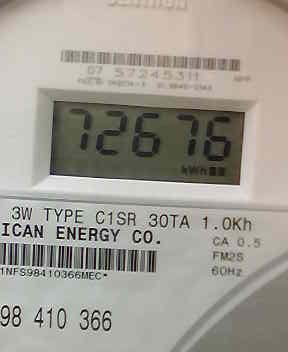 07 57245311
72676
kWh
3W TYPE C1SR 30TA 1.0Kh
ICAN ENERGY CO.
CA 0.5
FM2S
60Hz
1NFS98410366MEC*
98 410 366